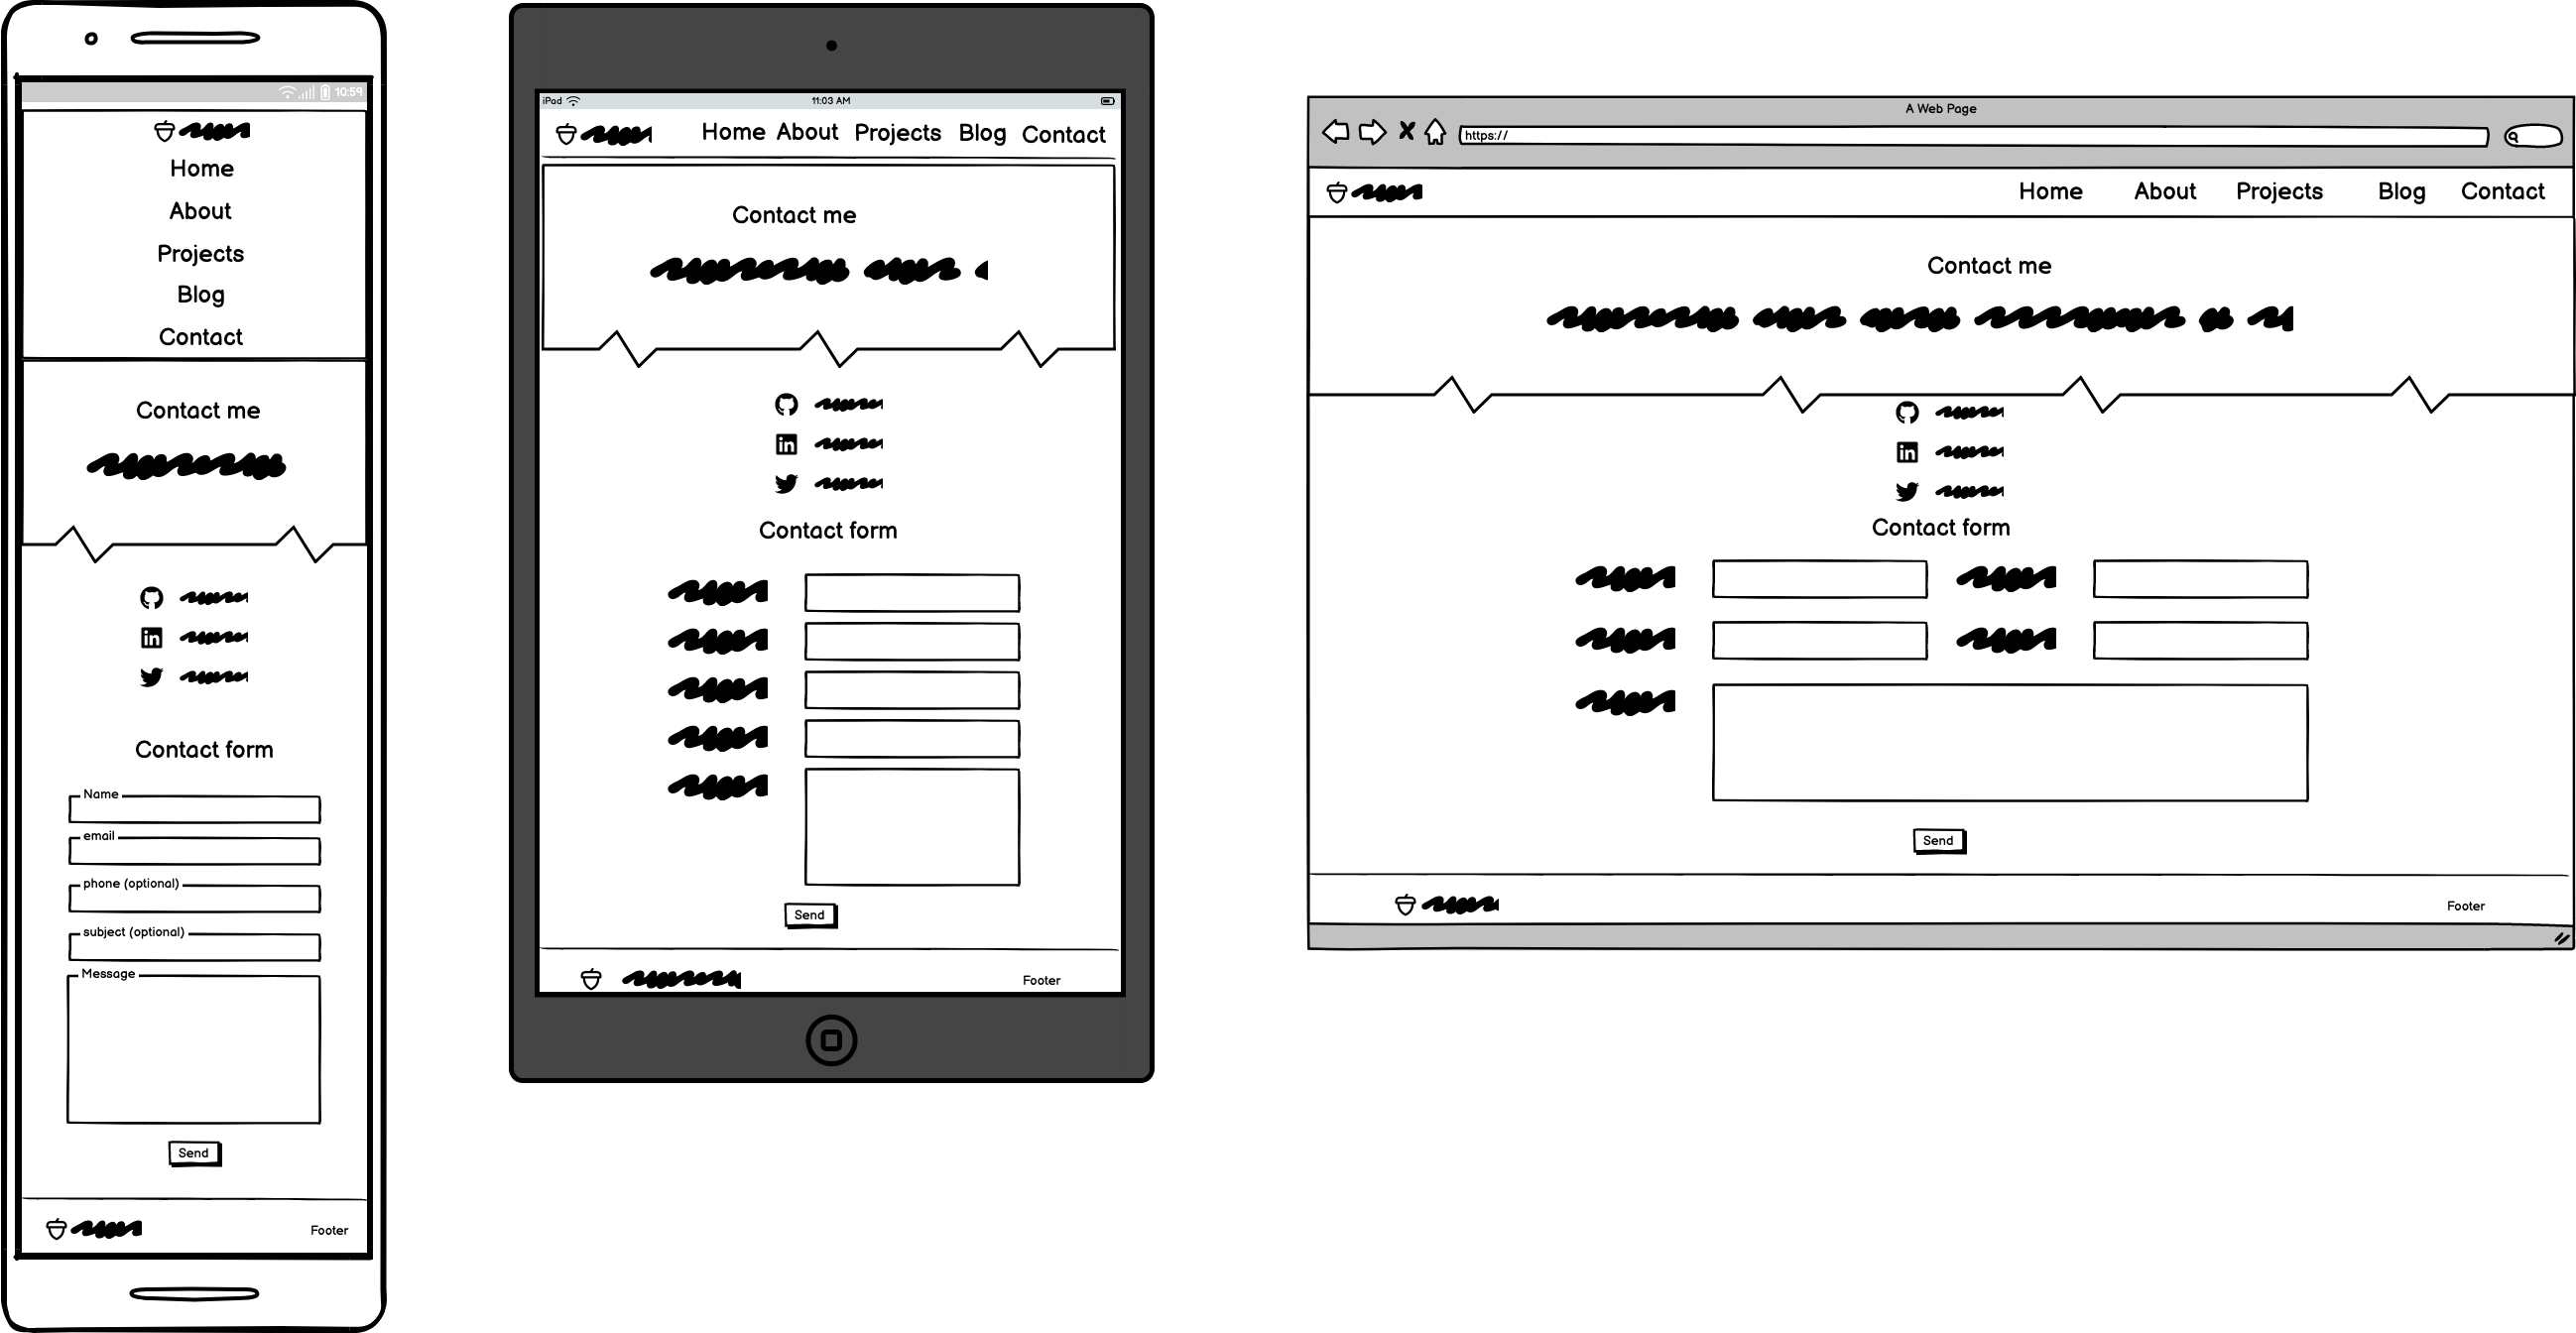 10:59
Home
About
Projects
Blog
Contact
Contact me
Contact form
Name
email
phone (optional)
subject (optional)
Message
Send
Footer
iPad 11:03 AM
Home About Projects Blog Contact
Contact me
Contact form
Send
Footer
A Web Page
https://
Home About Projects Blog Contact
Contact me
Contact form
Send
Footer